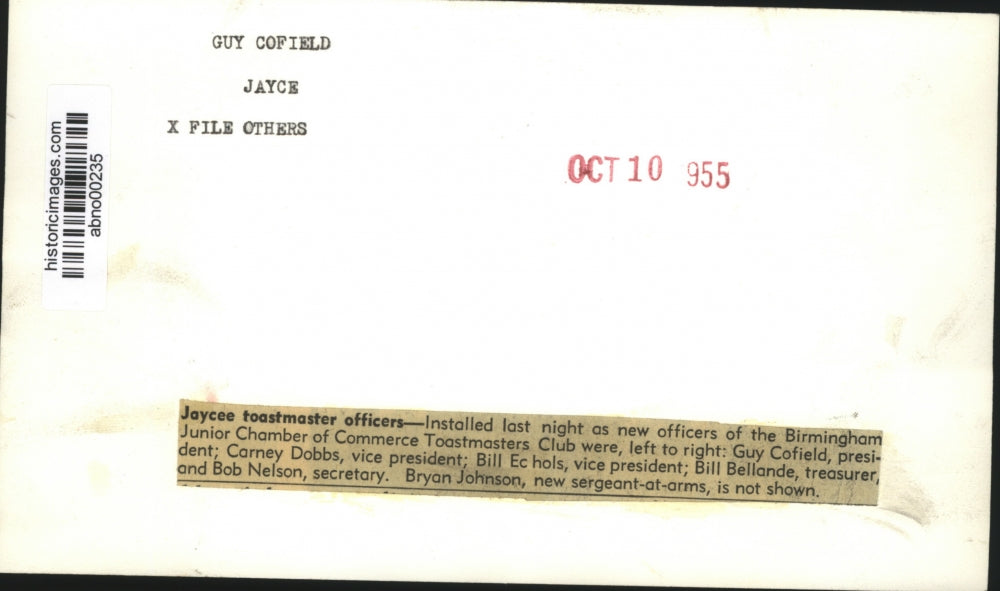 GUY COFIELD
JAYCE
X FILE OTHERS
historicimages.com
abno00235
OCT 10 955
Jaycee toastmaster officers—Installed last night as new officers of the Birmingham
Junior Chamber of Commerce Toastmasters Club were, left to right: Guy Cofield, presi-
dent; Carney Dobbs, vice president; Bill Ec hols, vice president; Bill Bellande, treasurer,
and Bob Nelson, secretary. Bryan Johnson, new sergeant-at-arms, is not shown.